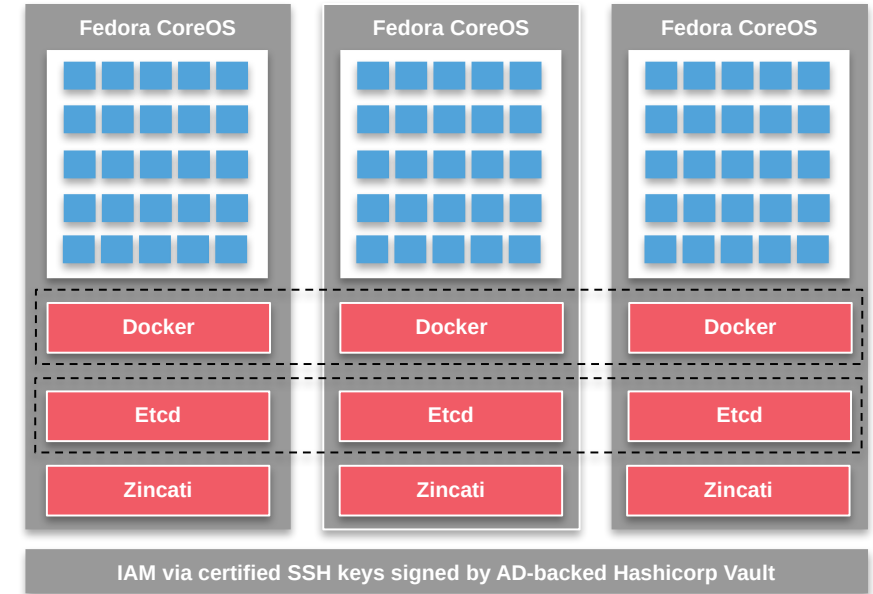 Fedora CoreOS
Fedora CoreOS
Fedora CoreOS
Docker
Docker
Docker
Etcd
Etcd
Etcd
Zincati
Zincati
Zincati
IAM via certified SSH keys signed by AD-backed Hashicorp Vault